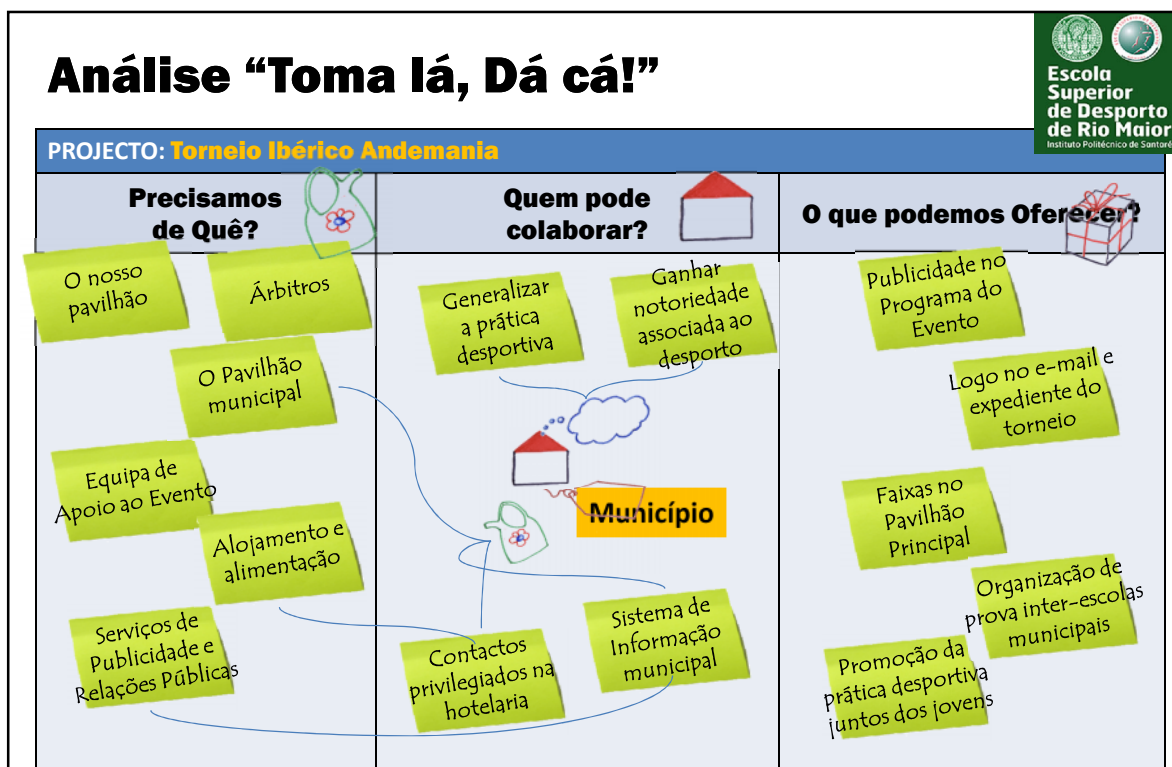 Análise “Toma lá, Dá cá!”
Escola
Superior
de Desporto
de Rio Maior
Instituto Politécnico de Santaré
PROJECTO: Torneio Ibérico Andemania
Precisamos
de Quê?
Quem pode
colaborar?
O que podemos Oferecer?
O nosso
pavilhão
Árbitros
O Pavilhão
municipal
Equipa de
Apoio ao Evento
Alojamento e
alimentação
Serviços de
Publicidade e
Relações Públicas
Generalizar
a prática
desportiva
Ganhar
notoriedade
associada ao
desporto
Município
Contactos
privilegiados na
hotelaria
Sistema de
Informação
municipal
Publicidade no
Programa do
Evento
Logo no e-mail e
expediente do
torneio
Faixas no
Pavilhão
Principal
Organização de
prova inter-escolas
municipais
Promoção da
prática desportiva
juntos dos jovens